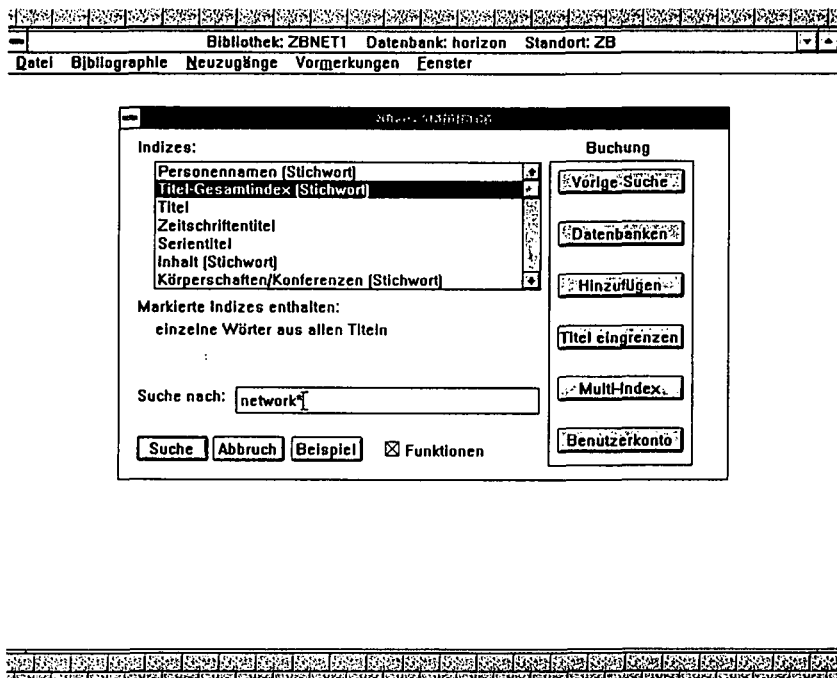 Bibliothek: ZBNET1 Datenbank: horizon Standort: ZB
Datei Bibliographie Neuzugänge Vormerkungen Fenster
Indizes:
Buchung
Personennamen (Stichwort)
Titel-Gesamtindex (Stichwort)
Titel
Zeitschriftentitel
Serientitel
Inhalt (Stichwort)
Körperschaften/Konferenzen (Stichwort)
Vorige Suche
Datenbanken
Hinzufügen
Titel eingrenzen
Multi-Index
Benutzerkonto
Markierte Indizes enthalten:
einzelne Wörter aus allen Titeln
Suche nach: network*
Suche Abbruch Beispiel Funktionen